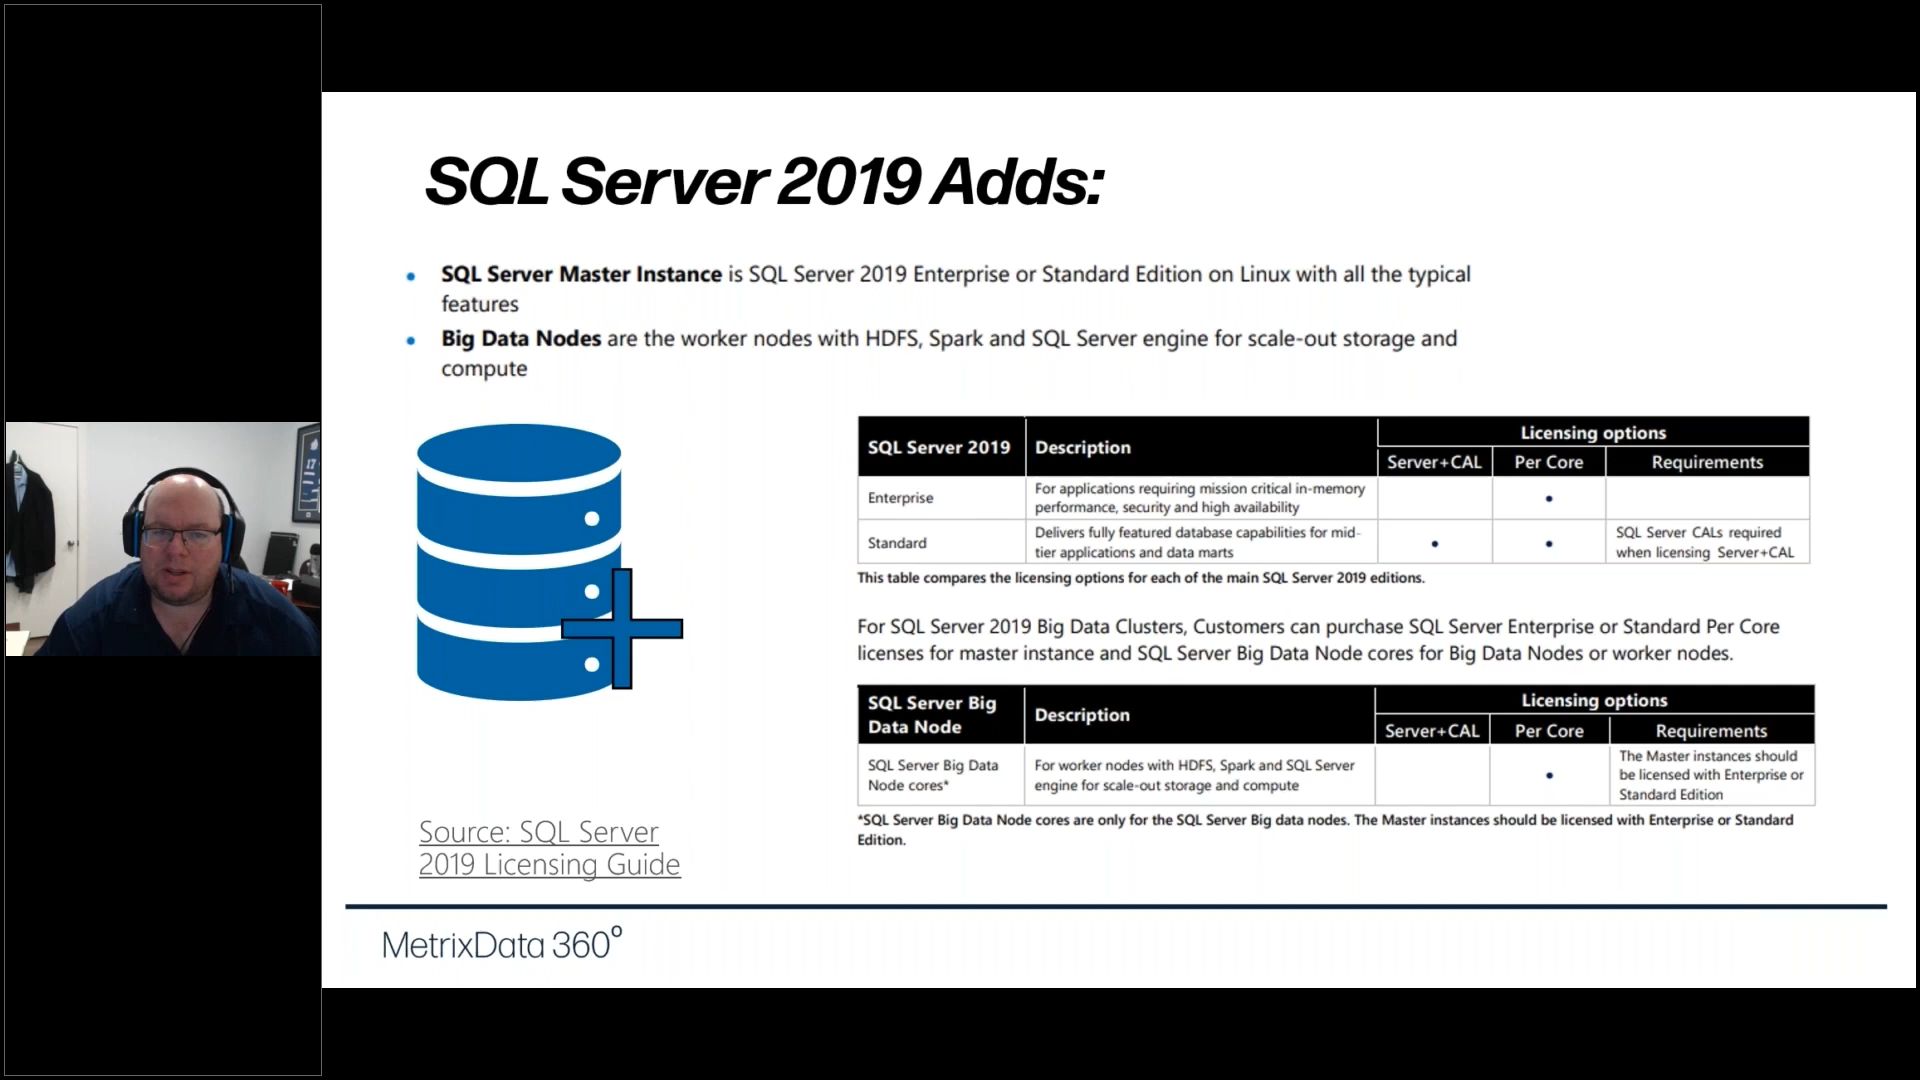 SQL Server 2019 Adds:
SQL Server Master Instance is SQL Server 2019 Enterprise or Standard Edition on Linux with all the typical
features
Big Data Nodes are the worker nodes with HDFS, Spark and SQL Server engine for scale-out storage and
compute
SQL Server 2019
Description
Licensing options
Server+CAL
Per Core
Requirements
Enterprise
For applications requiring mission critical in-memory
performance, security and high availability
•
Standard
Delivers fully featured database capabilities for mid-
tier applications and data marts
•
•
SQL Server CALs required
when licensing Server+CAL
This table compares the licensing options for each of the main SQL Server 2019 editions.
For SQL Server 2019 Big Data Clusters, Customers can purchase SQL Server Enterprise or Standard Per Core
licenses for master instance and SQL Server Big Data Node cores for Big Data Nodes or worker nodes.
SQL Server Big
Data Node
Description
Licensing options
Server+CAL
Per Core
Requirements
SQL Server Big Data
Node cores*
For worker nodes with HDFS, Spark and SQL Server
engine for scale-out storage and compute
•
The Master instances should
be licensed with Enterprise or
Standard Edition
*SQL Server Big Data Node cores are only for the SQL Server Big data nodes. The Master instances should be licensed with Enterprise or Standard
Edition.
Source: SQL Server
2019 Licensing Guide
MetrixData 360°
17